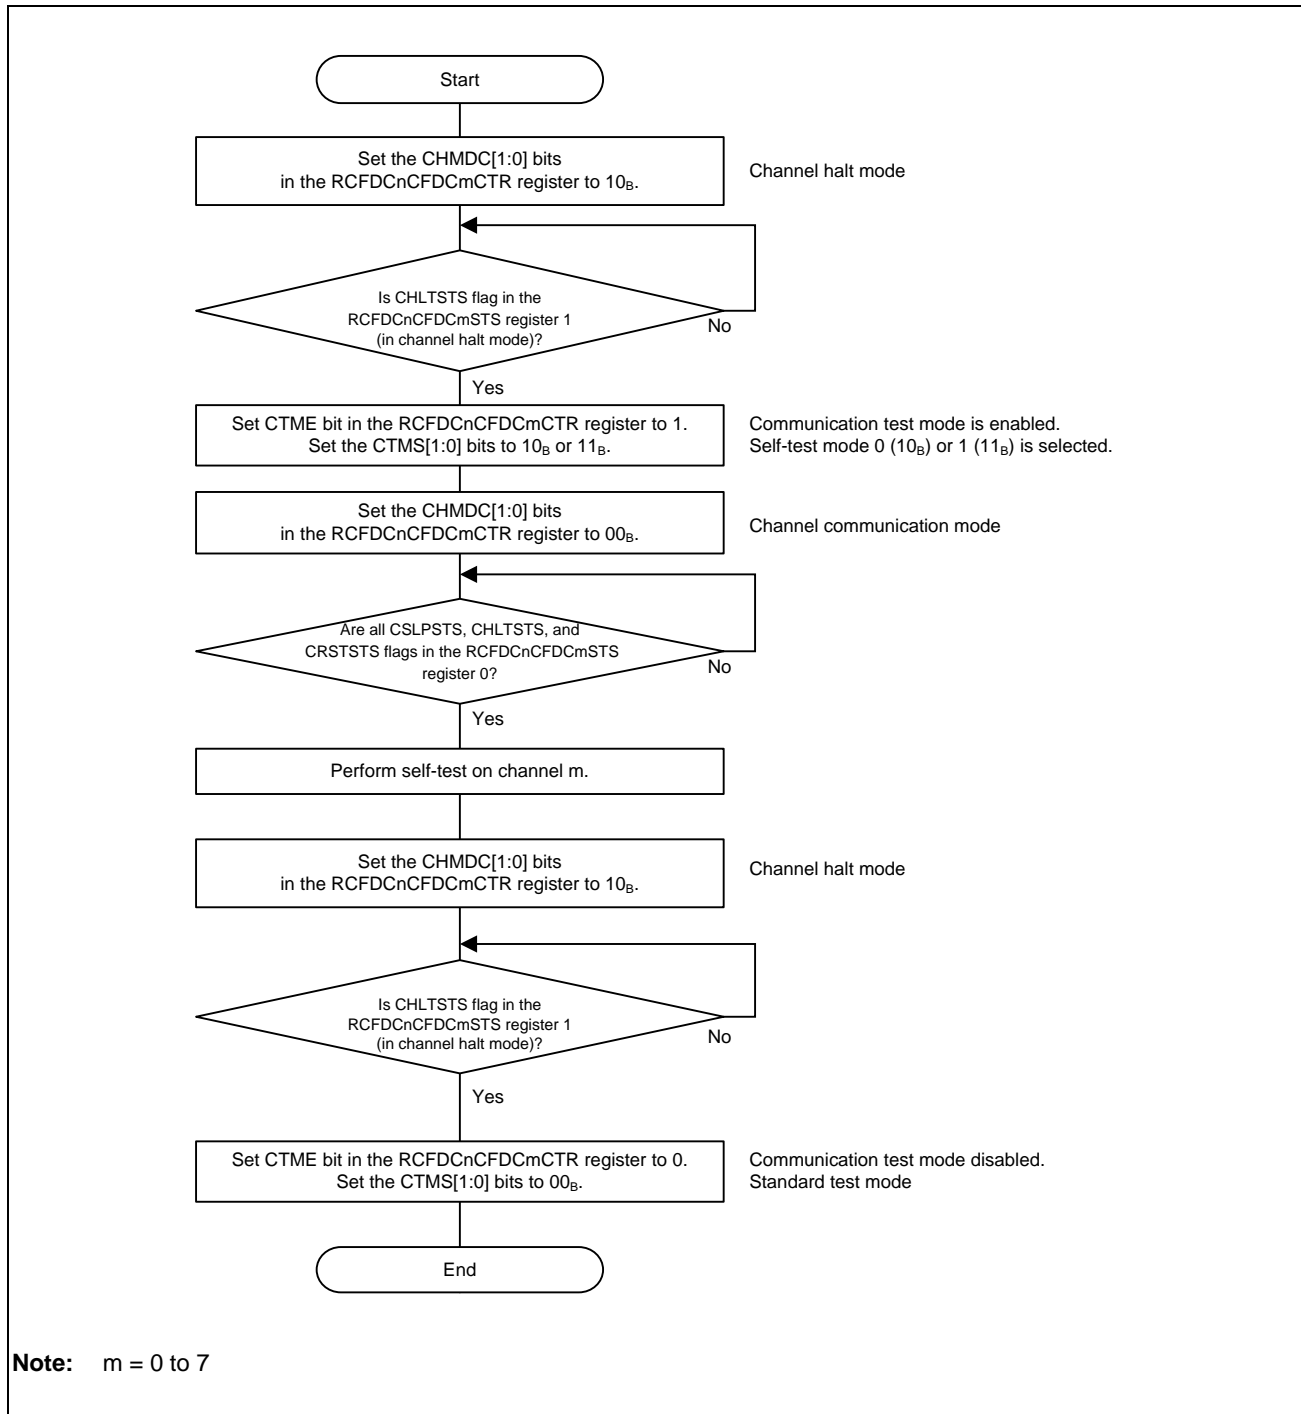 Start
Set the CHMDC[1:0] bits
in the RCFDCnCFDCmCTR register to 10B.
Channel halt mode
Is CHLTSTS flag in the
RCFDCnCFDCmSTS register 1
(in channel halt mode)?
No
Yes
Set CTME bit in the RCFDCnCFDCmCTR register to 1.
Set the CTMS[1:0] bits to 10B or 11B.
Communication test mode is enabled.
Self-test mode 0 (10B) or 1 (11B) is selected.
Set the CHMDC[1:0] bits
in the RCFDCnCFDCmCTR register to 00B.
Channel communication mode
Are all CSLPSTS, CHLTSTS, and
CRSTSTS flags in the RCFDCnCFDCmSTS
register 0?
No
Yes
Perform self-test on channel m.
Set the CHMDC[1:0] bits
in the RCFDCnCFDCmCTR register to 10B.
Channel halt mode
Is CHLTSTS flag in the
RCFDCnCFDCmSTS register 1
(in channel halt mode)?
No
Yes
Set CTME bit in the RCFDCnCFDCmCTR register to 0.
Set the CTMS[1:0] bits to 00B.
Communication test mode disabled.
Standard test mode
End
Note: m = 0 to 7